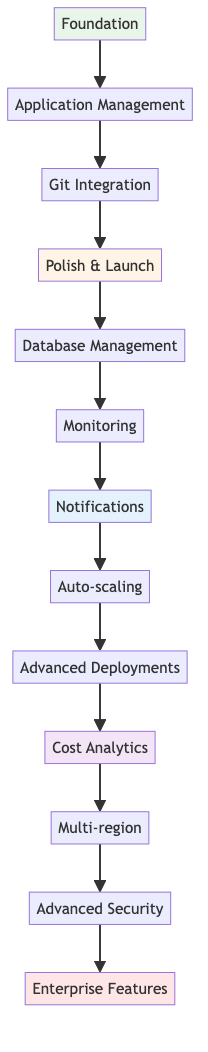 Foundation
Application Management
Git Integration
Polish & Launch
Database Management
Monitoring
Notifications
Auto-scaling
Advanced Deployments
Cost Analytics
Multi-region
Advanced Security
Enterprise Features